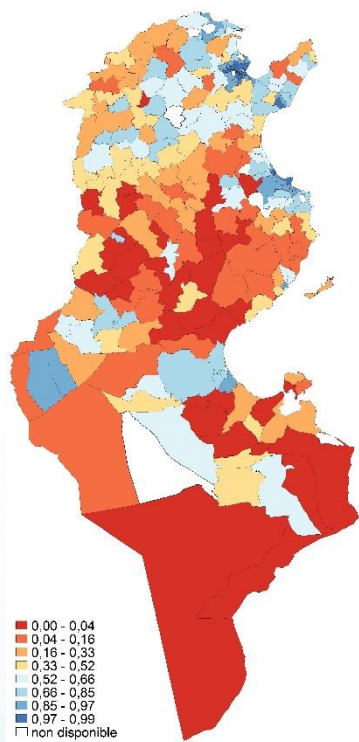 0,00 - 0,04
0,04 - 0,16
0,16 - 0,33
0,33 - 0,52
0,52 - 0,66
0,66 - 0,85
0,85 - 0,97
0,97 - 0,99
non disponible